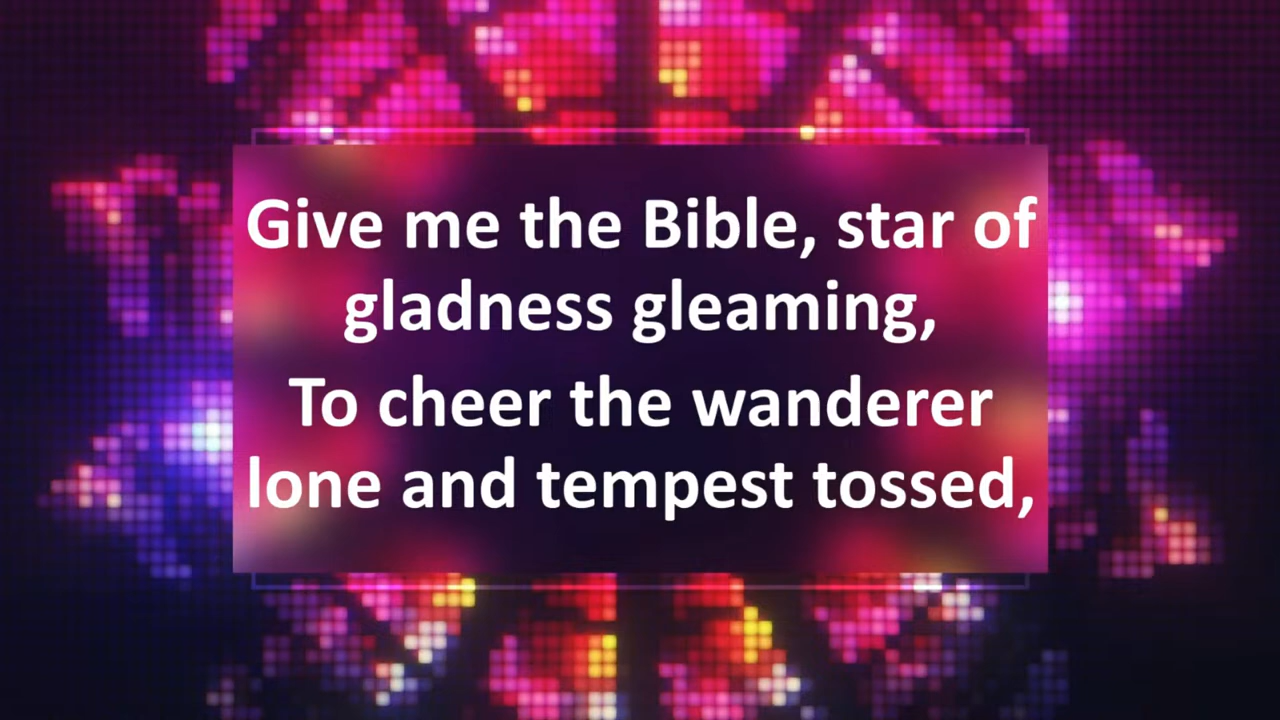 Give me the Bible, star of
gladness gleaming,
To cheer the wanderer
lone and tempest tossed,